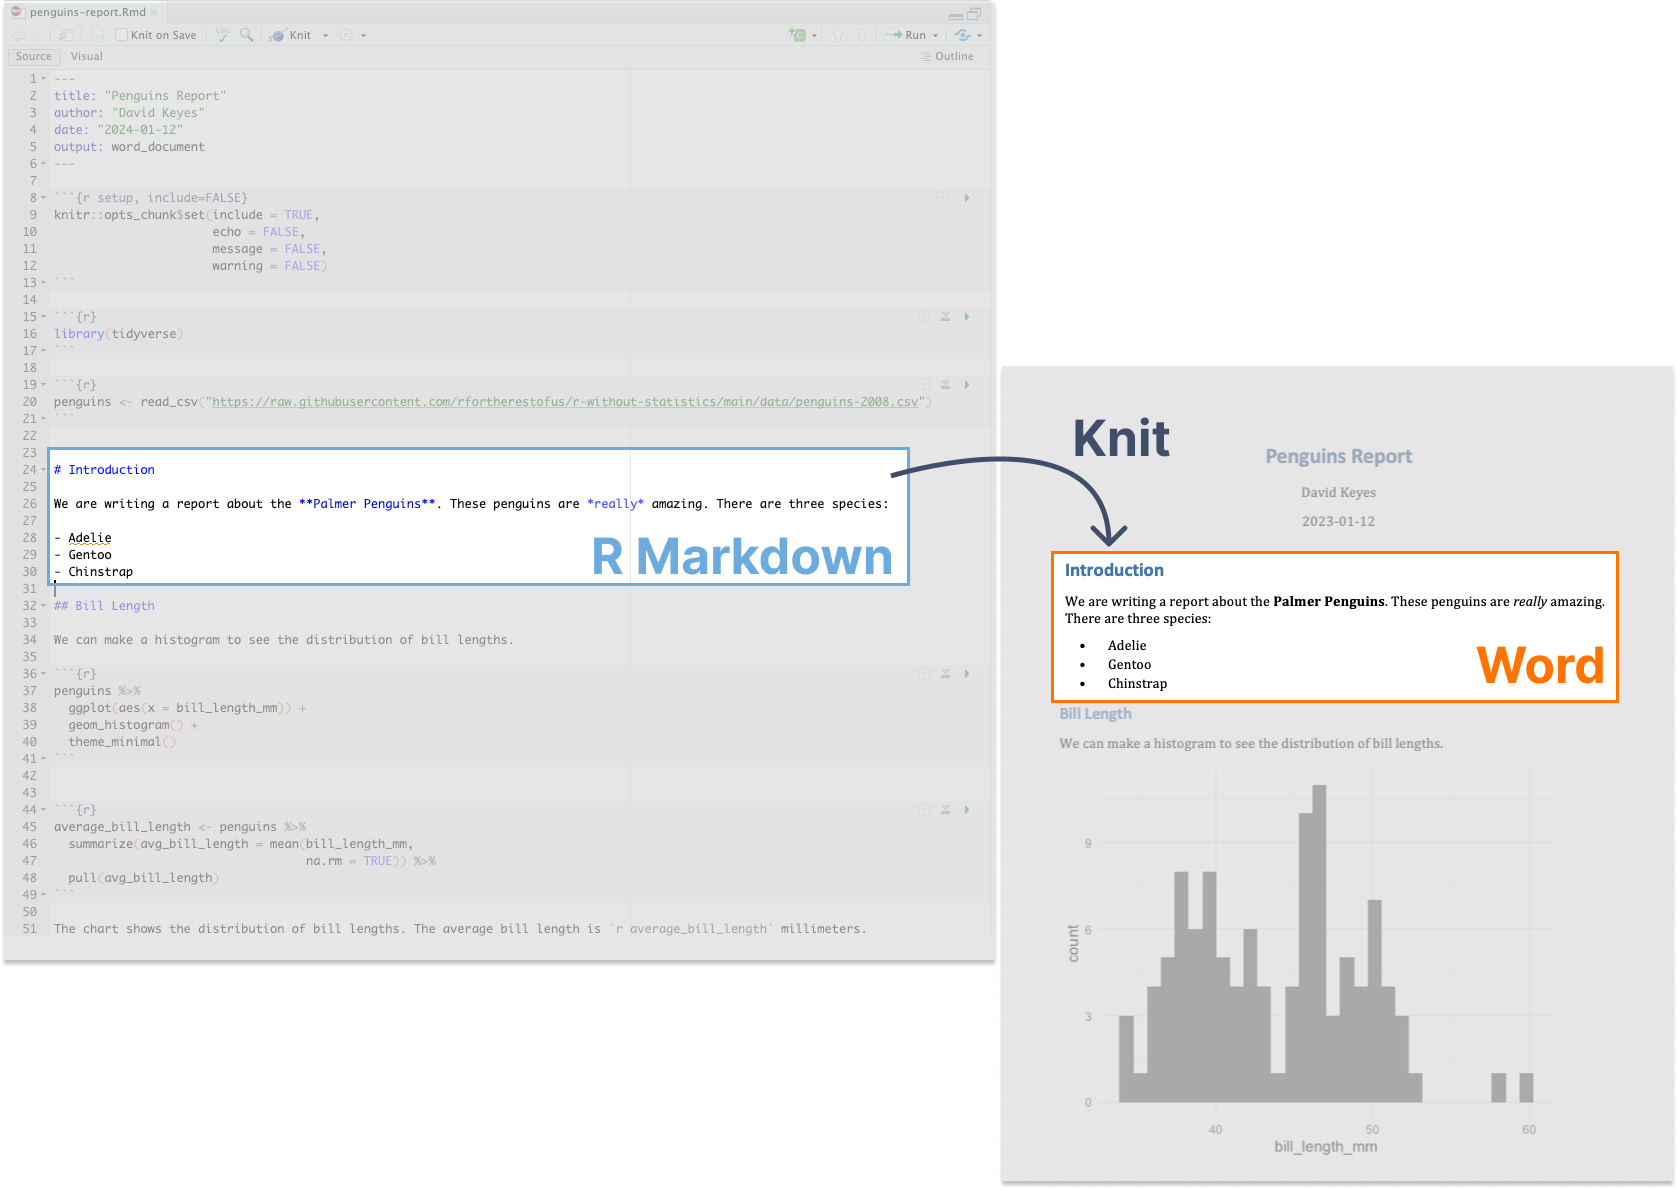 penguins-report.Rmd
Knit on Save
ABC
Knit
Run
Source
Visual
Outline
1 ---
2 title: "Penguins Report"
3 author: "David Keyes"
4 date: "2024-01-12"
5 output: word_document
6 ---
7
8 ```{r setup, include=FALSE}
9 knitr::opts_chunk$set(include = TRUE,
10 echo = FALSE,
11 message = FALSE,
12 warning = FALSE)
13 ```
14
15 ```{r}
16 library(tidyverse)
17 ```
18
19 ```{r}
20 penguins <- read_csv("https://raw.githubusercontent.com/rfortherestofus/r-without-statistics/main/data/penguins-2008.csv")
21 ```
22
23
24 # Introduction
25
26 We are writing a report about the **Palmer Penguins**. These penguins are *really* amazing. There are three species:
27
28 - Adelie
29 - Gentoo
30 - Chinstrap
R Markdown
31
32 ## Bill Length
33
34 We can make a histogram to see the distribution of bill lengths.
35
36 ```{r}
37 penguins %>%
38 ggplot(aes(x = bill_length_mm)) +
39 geom_histogram() +
40 theme_minimal()
41 ```
42
43
44 ```{r}
45 average_bill_length <- penguins %>%
46 summarize(avg_bill_length = mean(bill_length_mm,
47 na.rm = TRUE)) %>%
48 pull(avg_bill_length)
49 ```
50
51 The chart shows the distribution of bill lengths. The average bill length is `r average_bill_length` millimeters.
Knit
Penguins Report
David Keyes
2023-01-12
Introduction
We are writing a report about the Palmer Penguins. These penguins are really amazing.
There are three species:
• Adelie
• Gentoo
• Chinstrap
Word
Bill Length
We can make a histogram to see the distribution of bill lengths.
9
6
3
0
count
40 50 60
bill_length_mm